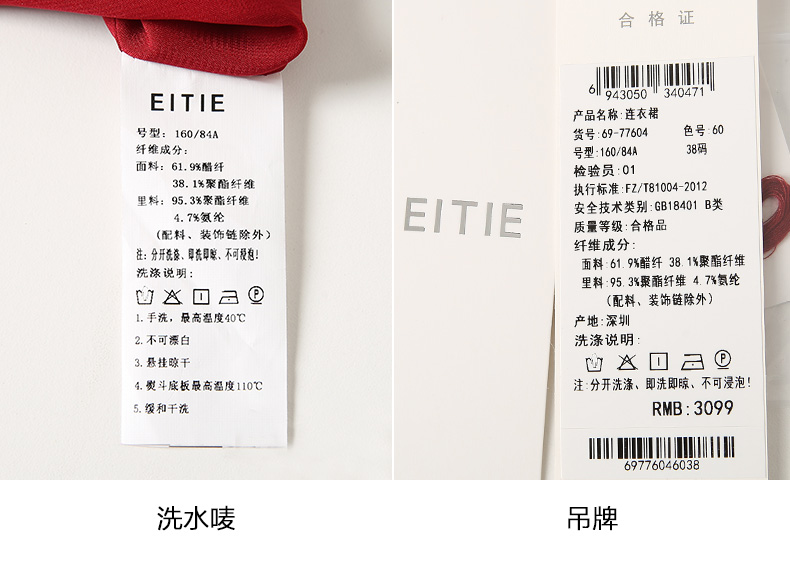 EITIE
号型：160/84A
纤维成分：
面料：61.9%醋纤
38.1%聚酯纤维
里料：95.3%聚酯纤维
4.7%氨纶
（配料、装饰链除外）
注：分开洗涤、即洗即晾、不可浸泡！
洗涤说明：
1.手洗，最高温度40℃
2.不可漂白
3.悬挂晾干
4.熨斗底板最高温度110℃
5.缓和干洗
洗水唛
EITIE
合格证
6 943050 340471
产品名称：连衣裙
货号：69-77604 色号：60
号型：160/84A 38码
检验员：01
执行标准：FZ/T81004-2012
安全技术类别：GB18401 B类
质量等级：合格品
纤维成分：
面料：61.9%醋纤 38.1%聚酯纤维
里料：95.3%聚酯纤维 4.7%氨纶
（配料、装饰链除外）
产地：深圳
洗涤说明：
P
注：分开洗涤、即洗即晾、不可浸泡！
RMB：3099
69776046038
吊牌